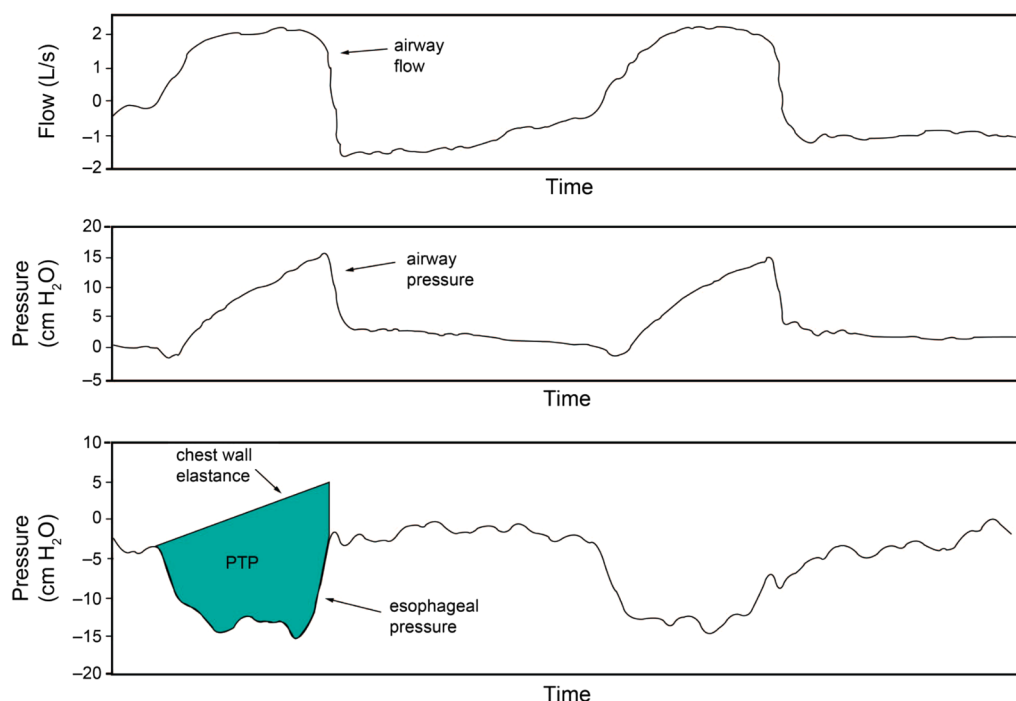 Flow (L/s)
2
1
0
–1
–2
airway
flow
Time
Pressure
(cm H₂O)
20
15
10
5
0
–5
airway
pressure
Time
Pressure
(cm H₂O)
10
5
0
–5
–10
–15
–20
chest wall
elastance
PTP
esophageal
pressure
Time